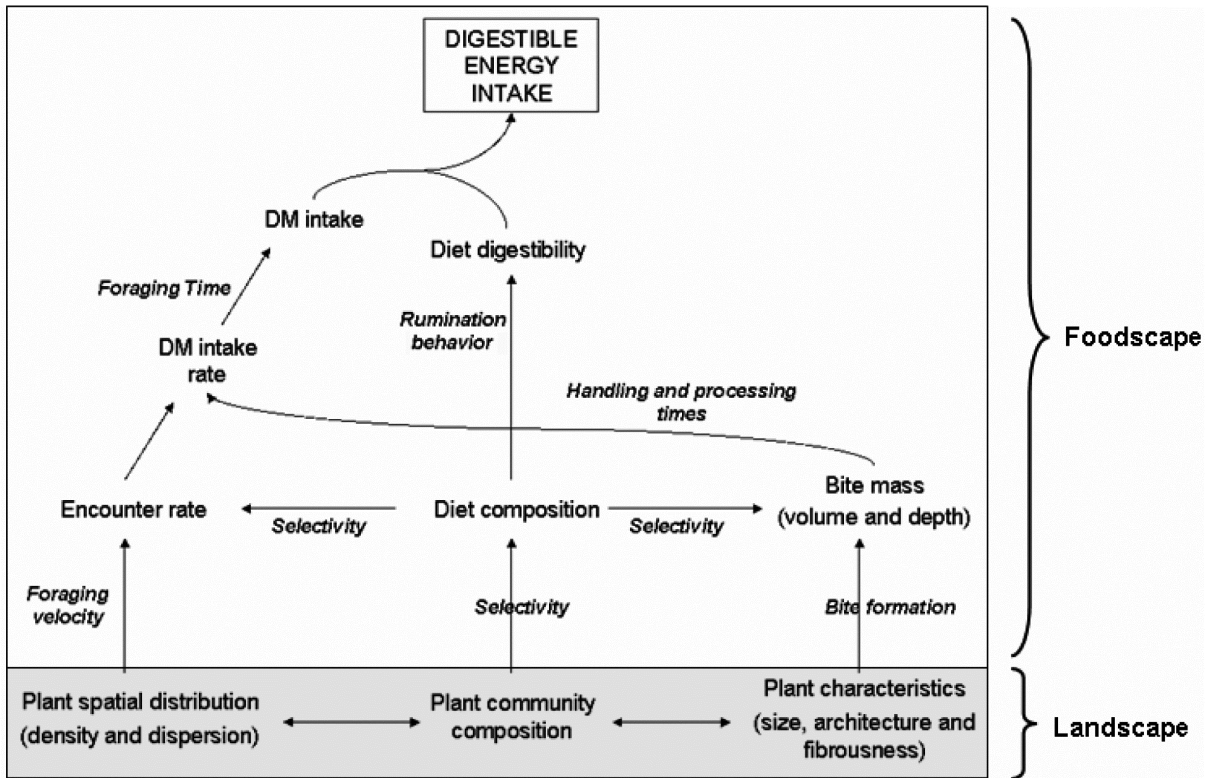 DIGESTIBLE
ENERGY
INTAKE
DM intake
Diet digestibility
Foraging Time
Rumination
behavior
DM intake
rate
Foodscape
Handling and processing
times
Encounter rate
Selectivity
Diet composition
Selectivity
Bite mass
(volume and depth)
Foraging
velocity
Selectivity
Bite formation
Plant spatial distribution
(density and dispersion)
Plant community
composition
Plant characteristics
(size, architecture and
fibrousness)
Landscape